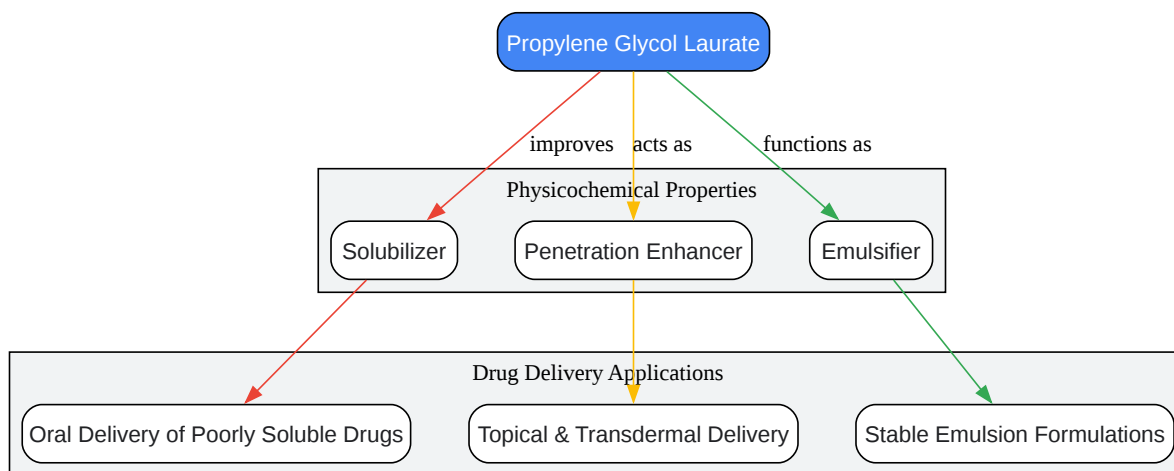 Propylene Glycol Laurate
improves
acts as
functions as
Physicochemical Properties
Solubilizer
Penetration Enhancer
Emulsifier
Drug Delivery Applications
Oral Delivery of Poorly Soluble Drugs
Topical & Transdermal Delivery
Stable Emulsion Formulations